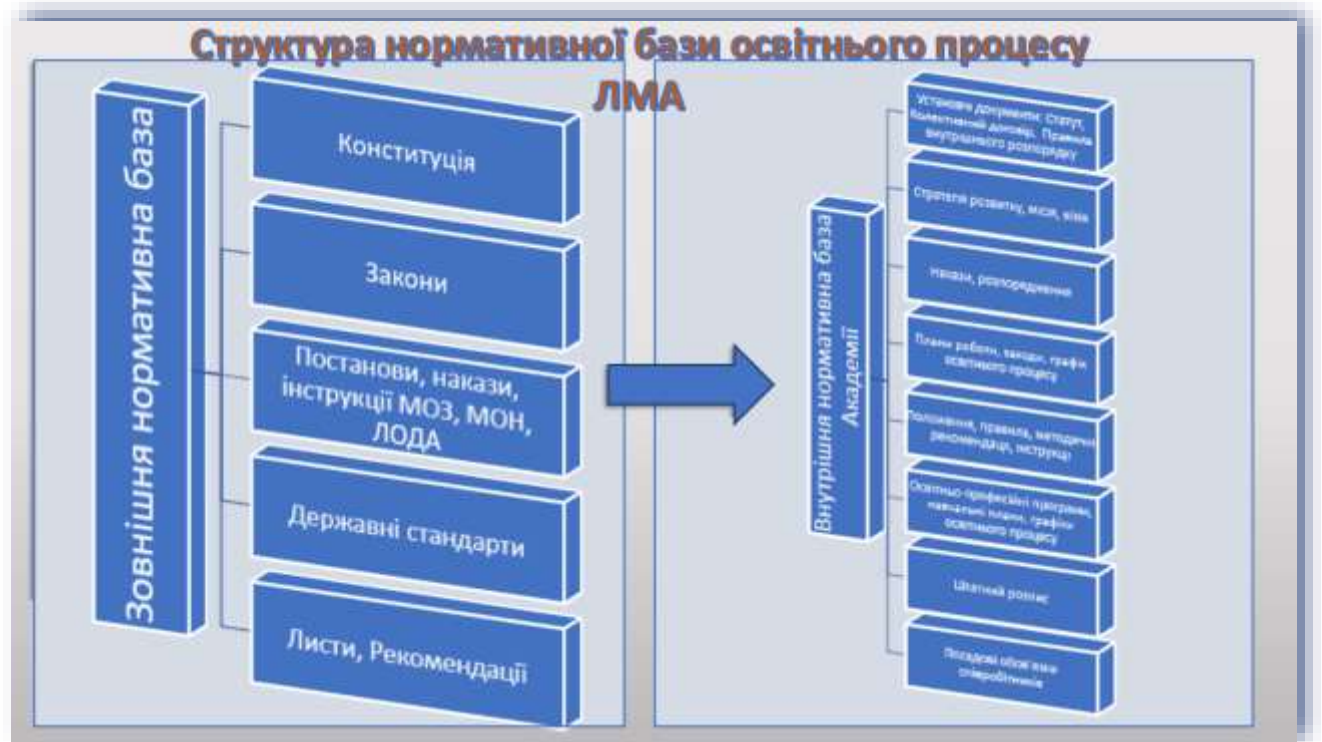 Структура нормативної бази освітнього процесу
ЛМА
Зовнішня нормативна база
Конституція
Закони
Постанови, накази,
інструкції МОЗ, МОН,
ЛОДА
Державні стандарти
Листи, Рекомендації
Внутрішня нормативна база
Академії
Установчі документи: Статут,
Колективний договір, Правила
внутрішнього розпорядку
Стратегія розвитку, місія, візія
Накази, розпорядження
Плани роботи, заходи, графік
освітнього процесу
Положення, правила, методичні
рекомендації, інструкції
Освітньо-професійні програми,
навчальні плани, графіки
освітнього процесу
Штатний розпис
Посадові обов'язки
співробітників